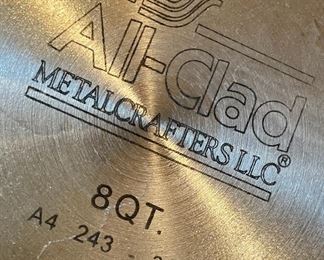 All-Clad
METALCRAFTERS LLC®
8QT.
A4 243 -